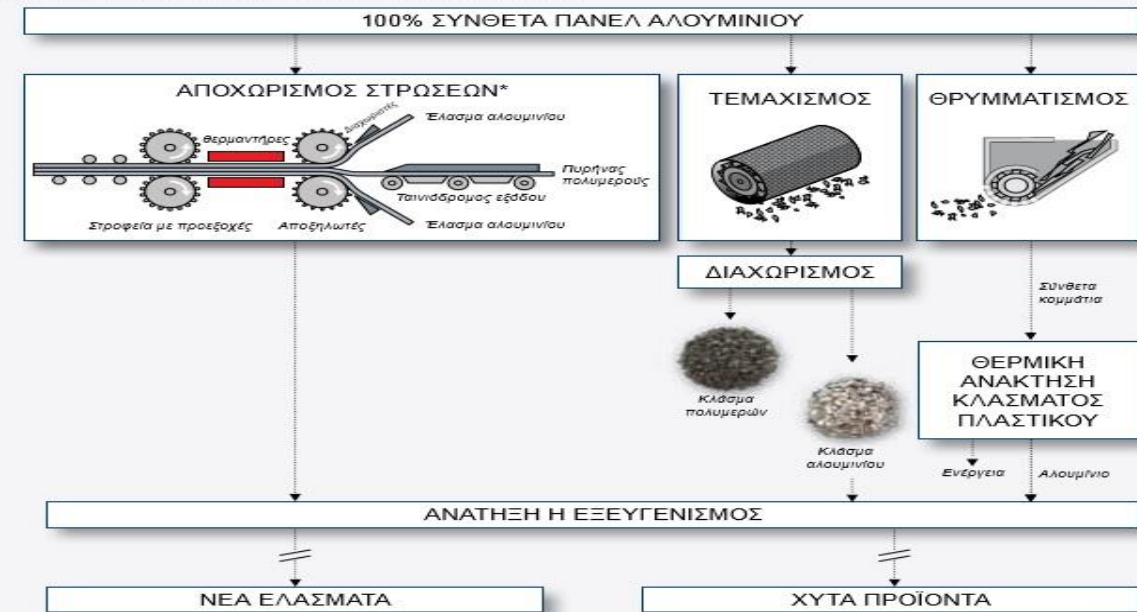 100% ΣΥΝΘΕΤΑ ΠΑΝΕΛ ΑΛΟΥΜΙΝΙΟΥ
ΑΠΟΧΩΡΙΣΜΟΣ ΣΤΡΩΣΕΩΝ*
Διαχωριστές
θερμαντήρες
Έλασμα αλουμινίου
Πυρήνας
πολυμερούς
Ταινιόδρομος εξόδου
Στροφεία με προεξοχές
Αποξηλωτές
Έλασμα αλουμινίου
ΤΕΜΑΧΙΣΜΟΣ
ΘΡΥΜΜΑΤΙΣΜΟΣ
ΔΙΑΧΩΡΙΣΜΟΣ
Σύνθετα
κομμάτια
Κλάσμα
πολυμερών
Κλάσμα
αλουμινίου
ΘΕΡΜΙΚΗ
ΑΝΑΚΤΗΣΗ
ΚΛΑΣΜΑΤΟΣ
ΠΛΑΣΤΙΚΟΥ
Ενέργεια
Αλουμίνιο
ΑΝΑΤΗΞΗ Η ΕΞΕΥΓΕΝΙΣΜΟΣ
ΝΕΑ ΕΛΑΣΜΑΤΑ
ΧΥΤΑ ΠΡΟΪΟΝΤΑ